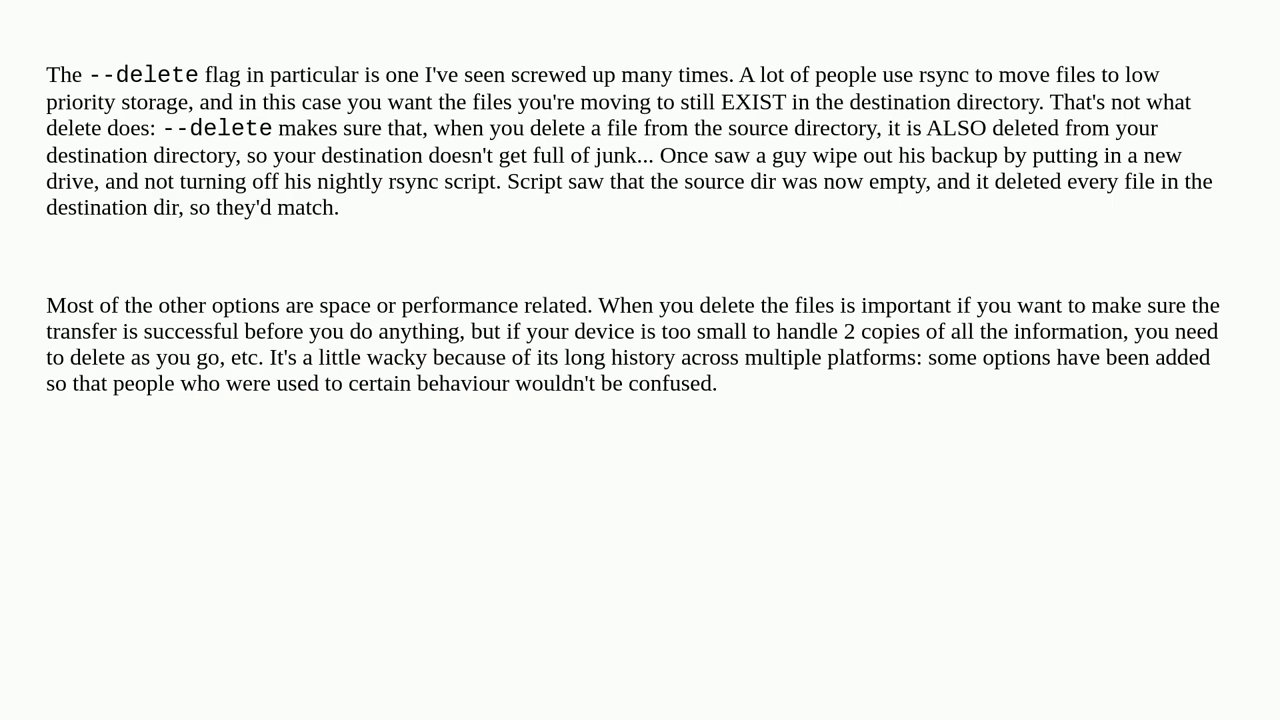 The --delete flag in particular is one I've seen screwed up many times. A lot of people use rsync to move files to low
priority storage, and in this case you want the files you're moving to still EXIST in the destination directory. That's not what
delete does: --delete makes sure that, when you delete a file from the source directory, it is ALSO deleted from your
destination directory, so your destination doesn't get full of junk... Once saw a guy wipe out his backup by putting in a new
drive, and not turning off his nightly rsync script. Script saw that the source dir was now empty, and it deleted every file in the
destination dir, so they'd match.
Most of the other options are space or performance related. When you delete the files is important if you want to make sure the
transfer is successful before you do anything, but if your device is too small to handle 2 copies of all the information, you need
to delete as you go, etc. It's a little wacky because of its long history across multiple platforms: some options have been added
so that people who were used to certain behaviour wouldn't be confused.